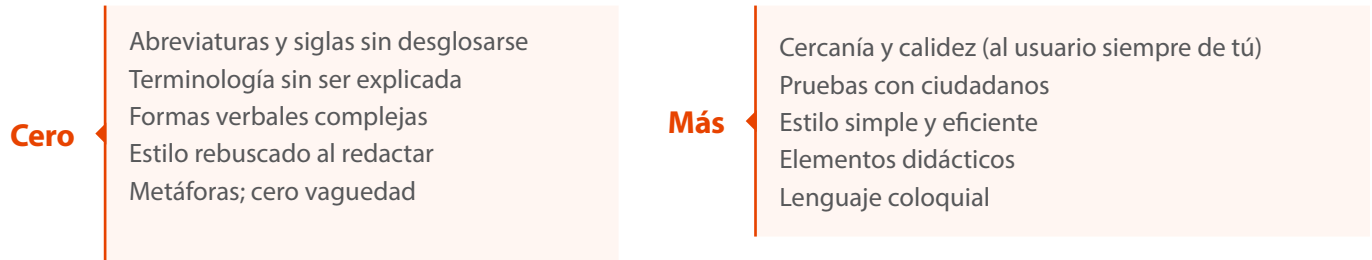 Cero
Abreviaturas y siglas sin desglosarse
Terminología sin ser explicada
Formas verbales complejas
Estilo rebuscado al redactar
Metáforas; cero vaguedad
Más
Cercanía y calidez (al usuario siempre de tú)
Pruebas con ciudadanos
Estilo simple y eficiente
Elementos didácticos
Lenguaje coloquial